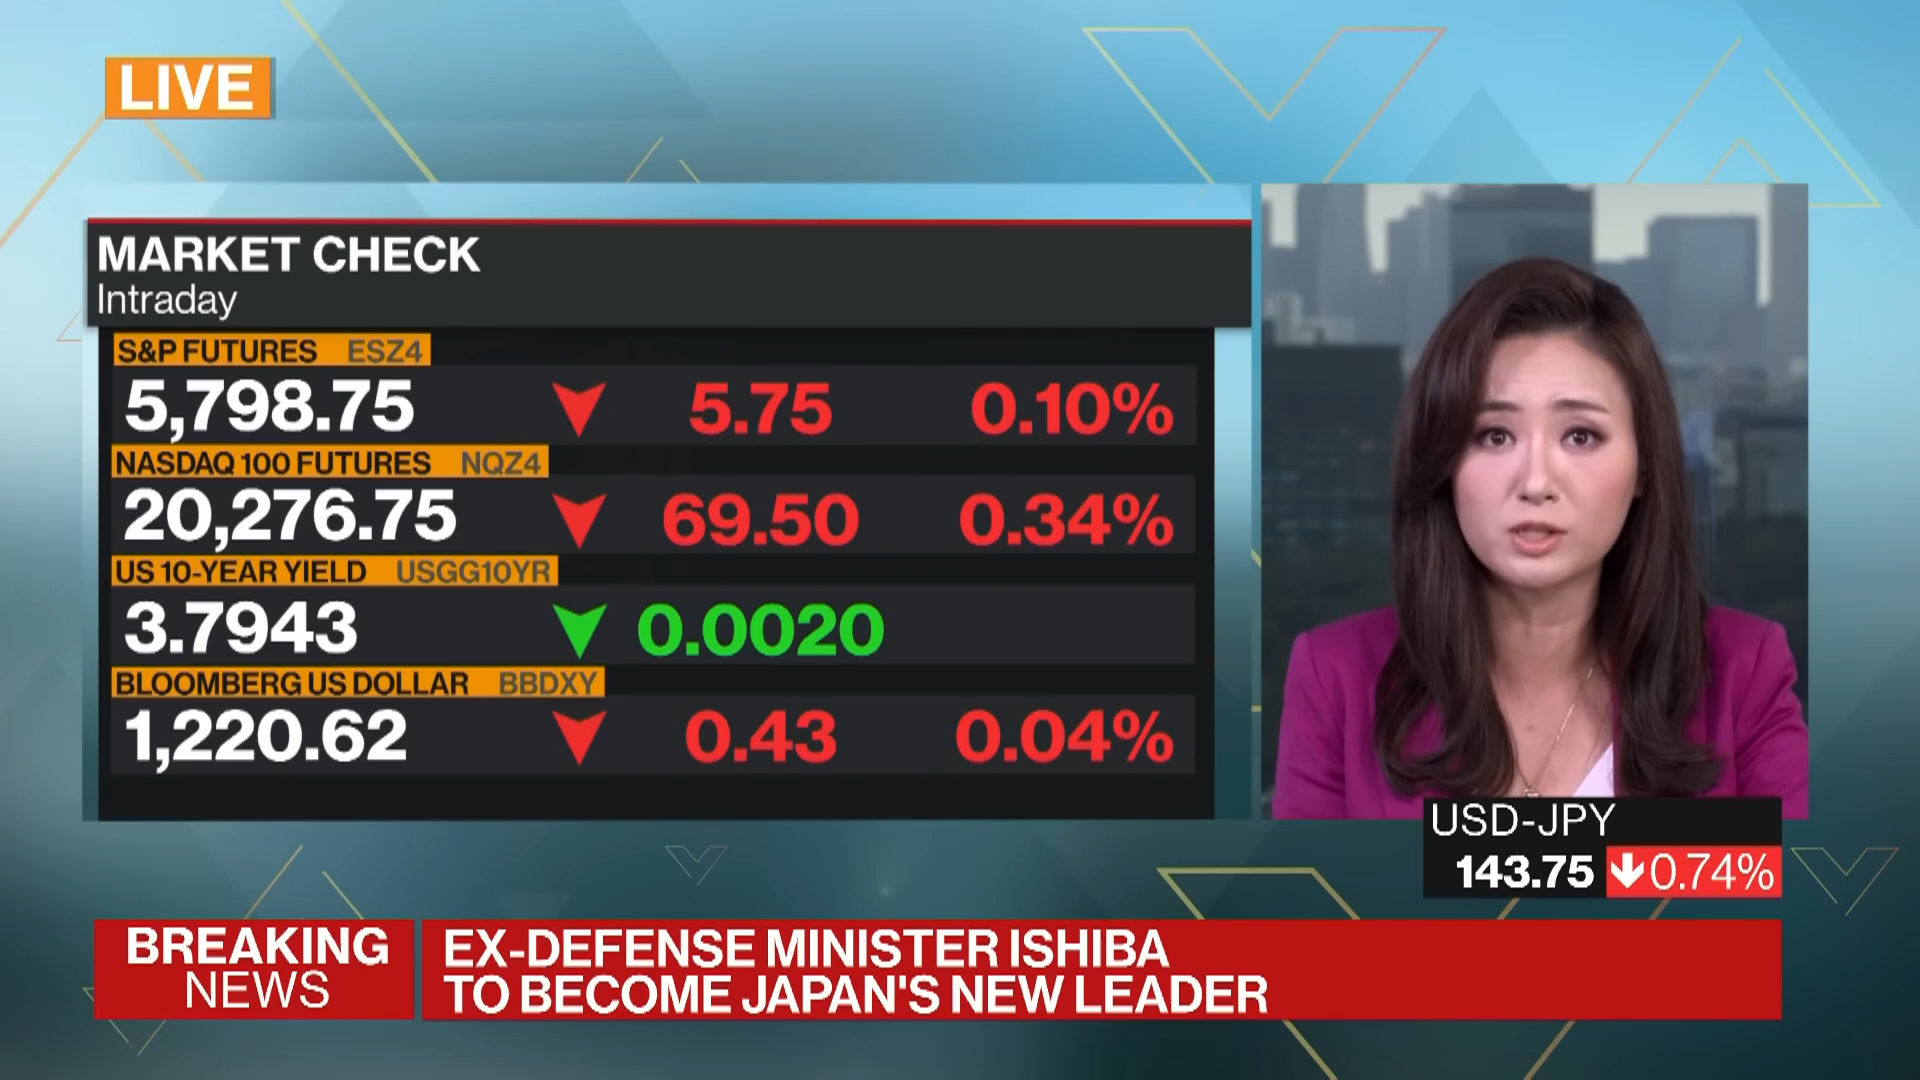 LIVE
MARKET CHECK
Intraday
S&P FUTURES ESZ4
5,798.75 5.75 0.10%
NASDAQ 100 FUTURES NQZ4
20,276.75 69.50 0.34%
US 10-YEAR YIELD USGG10YR
3.7943 0.0020
BLOOMBERG US DOLLAR BBDXY
1,220.62 0.43 0.04%
USD-JPY
143.75 0.74%
BREAKING
NEWS
EX-DEFENSE MINISTER ISHIBA
TO BECOME JAPAN'S NEW LEADER